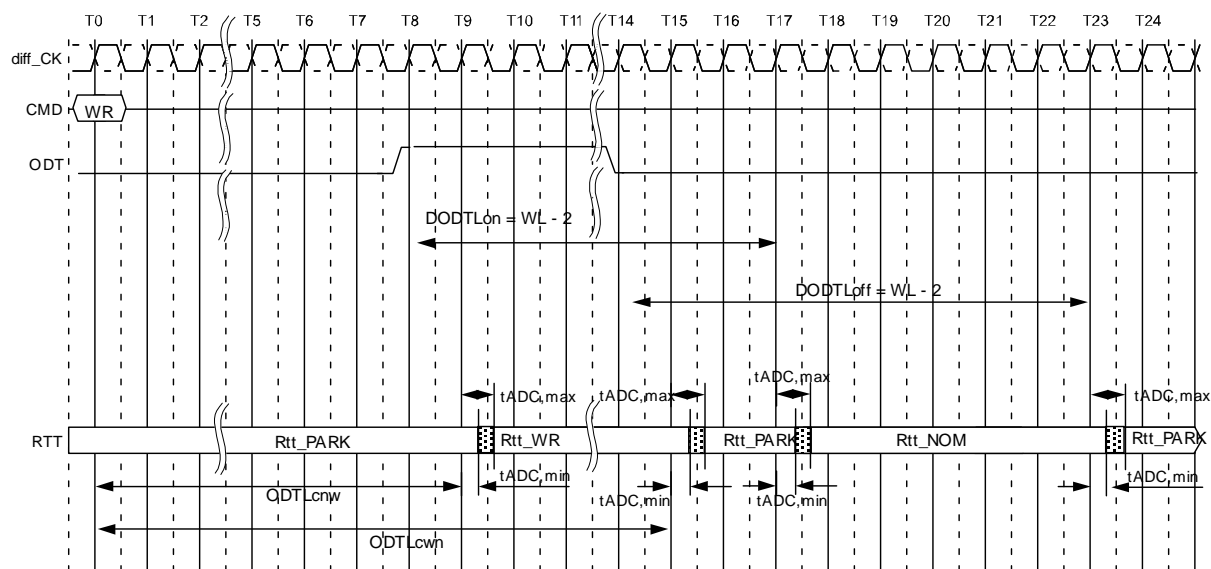 T0 T1 T2 T5 T6 T7 T8 T9 T10 T11 T14 T15 T16 T17 T18 T19 T20 T21 T22 T23 T24
diff_CK
CMD WR
ODT
DODTLon = WL - 2
DODTLoff = WL - 2
tADC,max
tADC,max tADC,max tADC,max
RTT Rtt_PARK Rtt_WR Rtt_PARK Rtt_NOM Rtt_PARK
tADC,min tADC,min
ODTLcnw tADC,min tADC,min
ODTLcwn